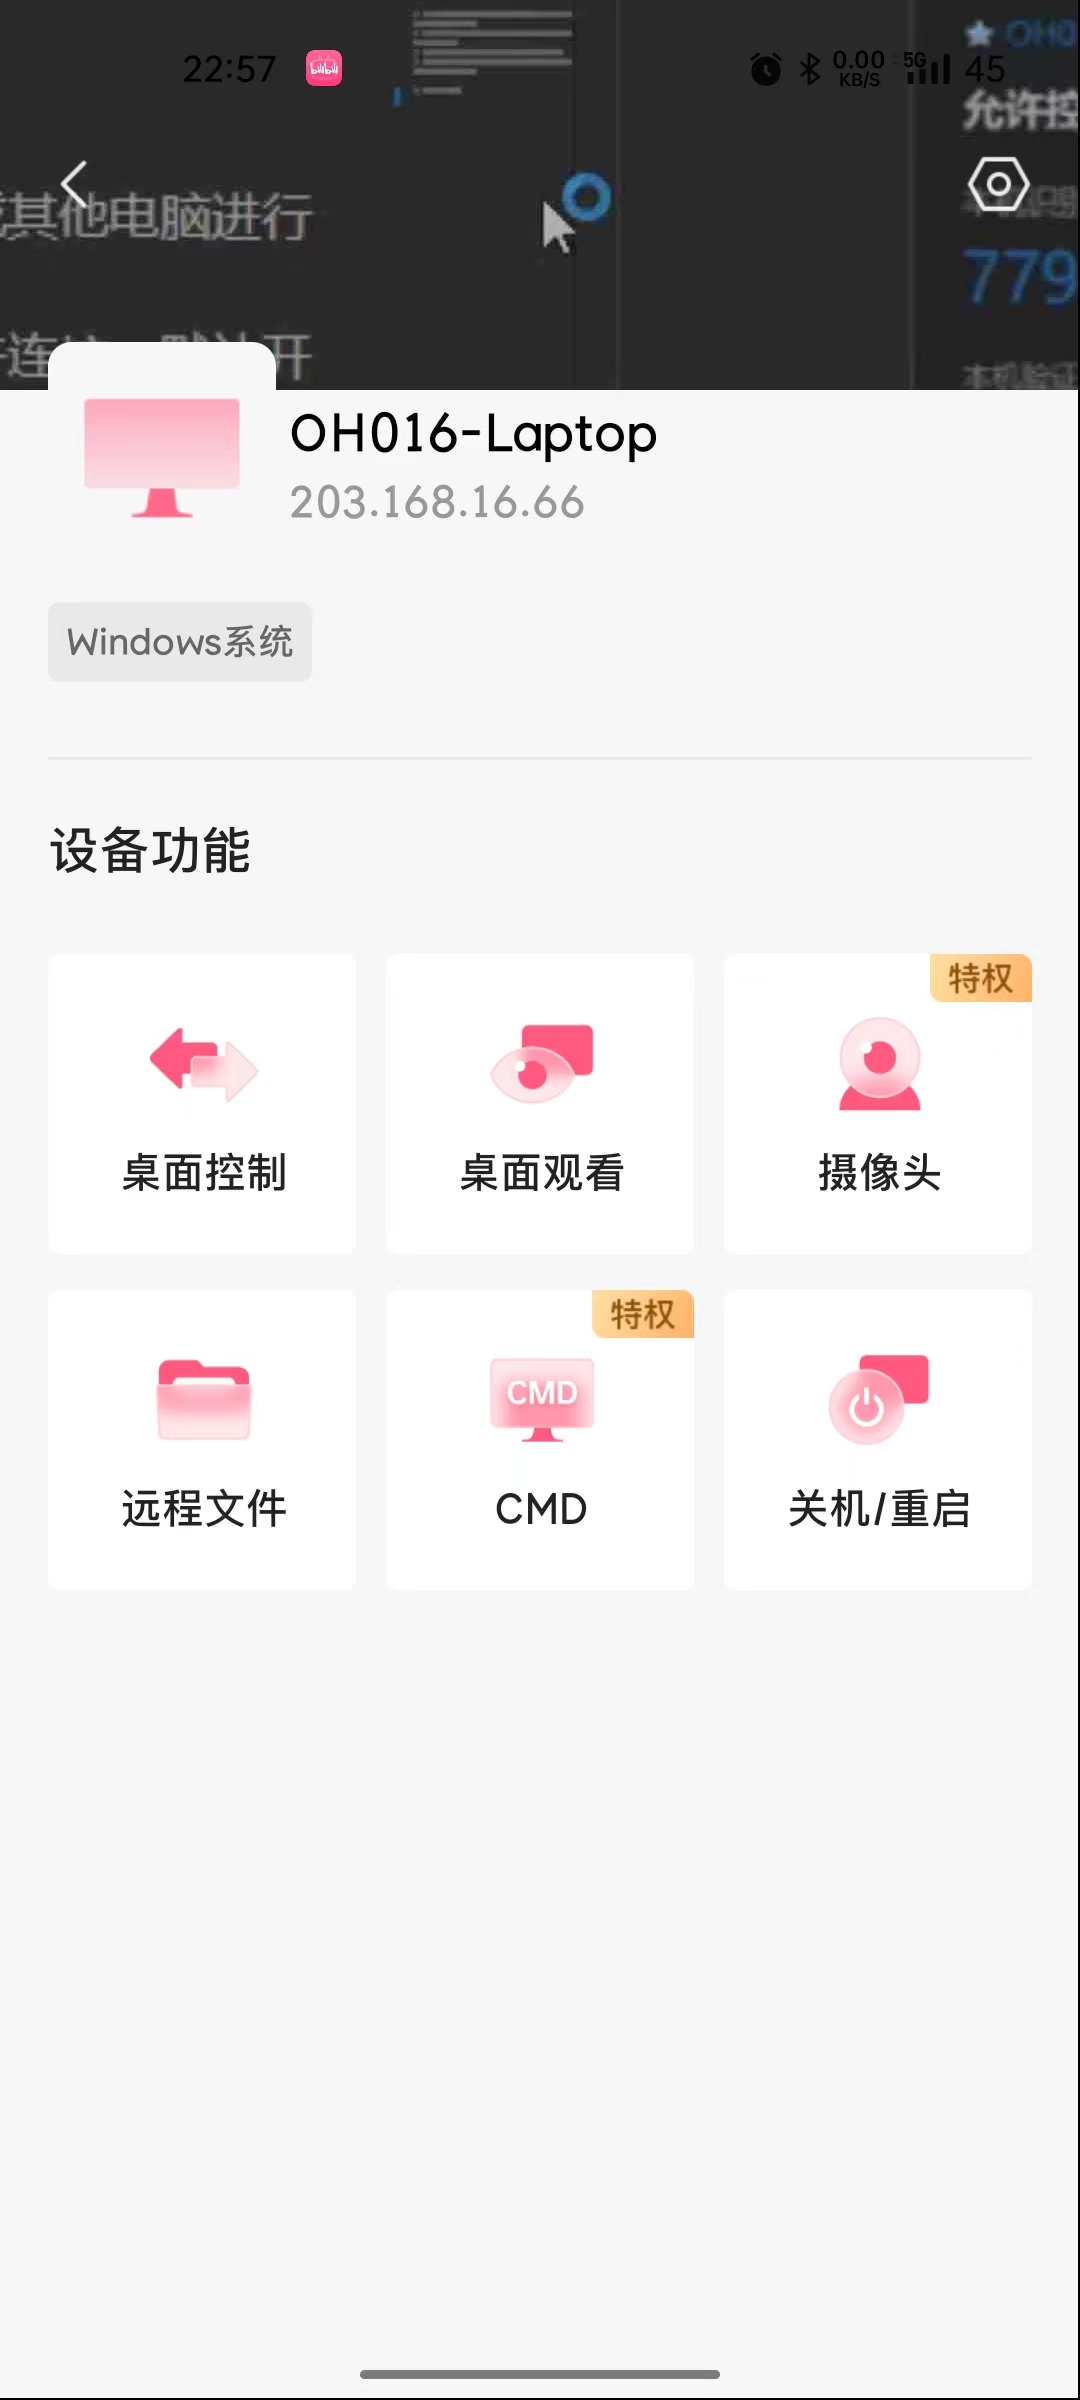 22:57
bilibili
0.00
KB/S
5G
45
OH0
允许控
其他电脑进行
779
连
开
本机验证
OH016-Laptop
203.168.16.66
Windows系统
设备功能
桌面控制
桌面观看
特权
摄像头
远程文件
特权
CMD
CMD
关机/重启